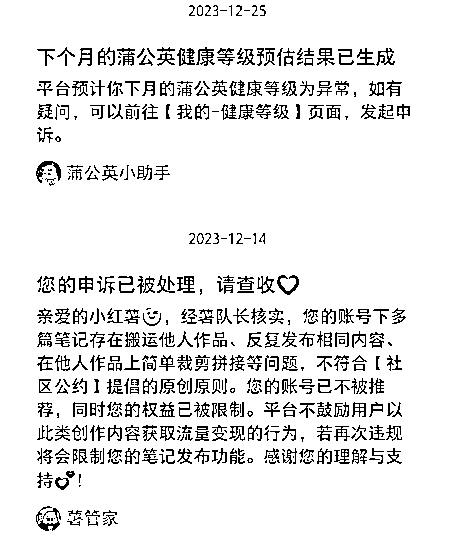 2023-12-25
下个月的蒲公英健康等级预估结果已生成
平台预计你下月的蒲公英健康等级为异常，如有
疑问，可以前往【我的-健康等级】页面，发起申
诉。
蒲公英小助手
2023-12-14
您的申诉已被处理，请查收
亲爱的小红薯，经薯队长核实，您的账号下多
篇笔记存在搬运他人作品、反复发布相同内容、
在他人作品上简单裁剪拼接等问题，不符合【社
区公约】提倡的原创原则。您的账号已不被推
荐，同时您的权益已被限制。平台不鼓励用户以
此类创作内容获取流量变现的行为，若再次违规
将会限制您的笔记发布功能。感谢您的理解与支
持💕！
薯管家